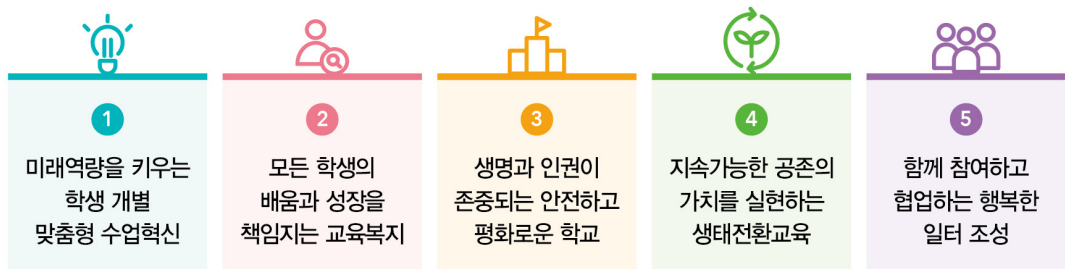 1
미래역량을 키우는
학생 개별
맞춤형 수업혁신
2
모든 학생의
배움과 성장을
책임지는 교육복지
3
생명과 인권이
존중되는 안전하고
평화로운 학교
4
지속가능한 공존의
가치를 실현하는
생태전환교육
5
함께 참여하고
협업하는 행복한
일터 조성